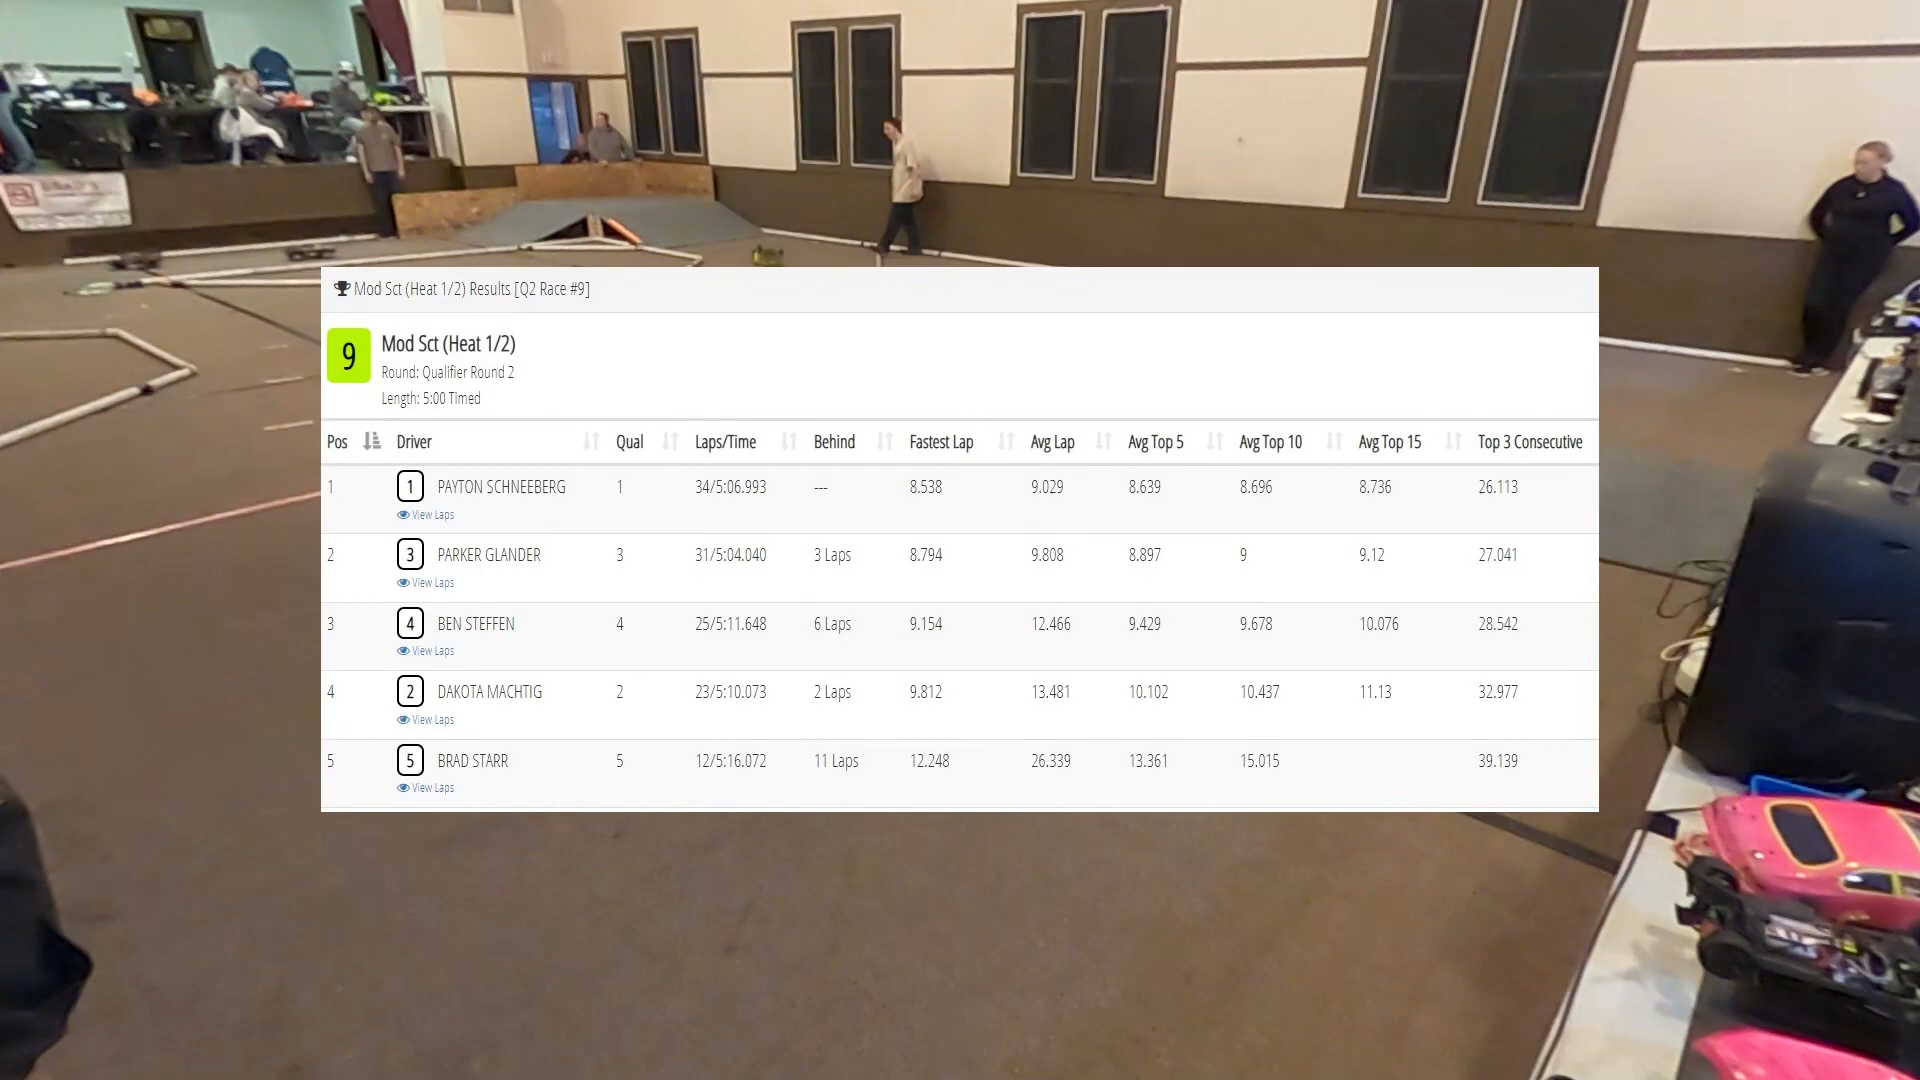 Mod Sct (Heat 1/2) Results [Q2 Race #9]
9
Mod Sct (Heat 1/2)
Round: Qualifier Round 2
Length: 5:00 Timed
Pos Driver Qual Laps/Time Behind Fastest Lap Avg Lap Avg Top 5 Avg Top 10 Avg Top 15 Top 3 Consecutive
1 1 PAYTON SCHNEEBERG 1 34/5:06.993 --- 8.538 9.029 8.639 8.696 8.736 26.113
View Laps
2 3 PARKER GLANDER 3 31/5:04.040 3 Laps 8.794 9.808 8.897 9 9.12 27.041
View Laps
3 4 BEN STEFFEN 4 25/5:11.648 6 Laps 9.154 12.466 9.429 9.678 10.076 28.542
View Laps
4 2 DAKOTA MACHTIG 2 23/5:10.073 2 Laps 9.812 13.481 10.102 10.437 11.13 32.977
View Laps
5 5 BRAD STARR 5 12/5:16.072 11 Laps 12.248 26.339 13.361 15.015 39.139
View Laps